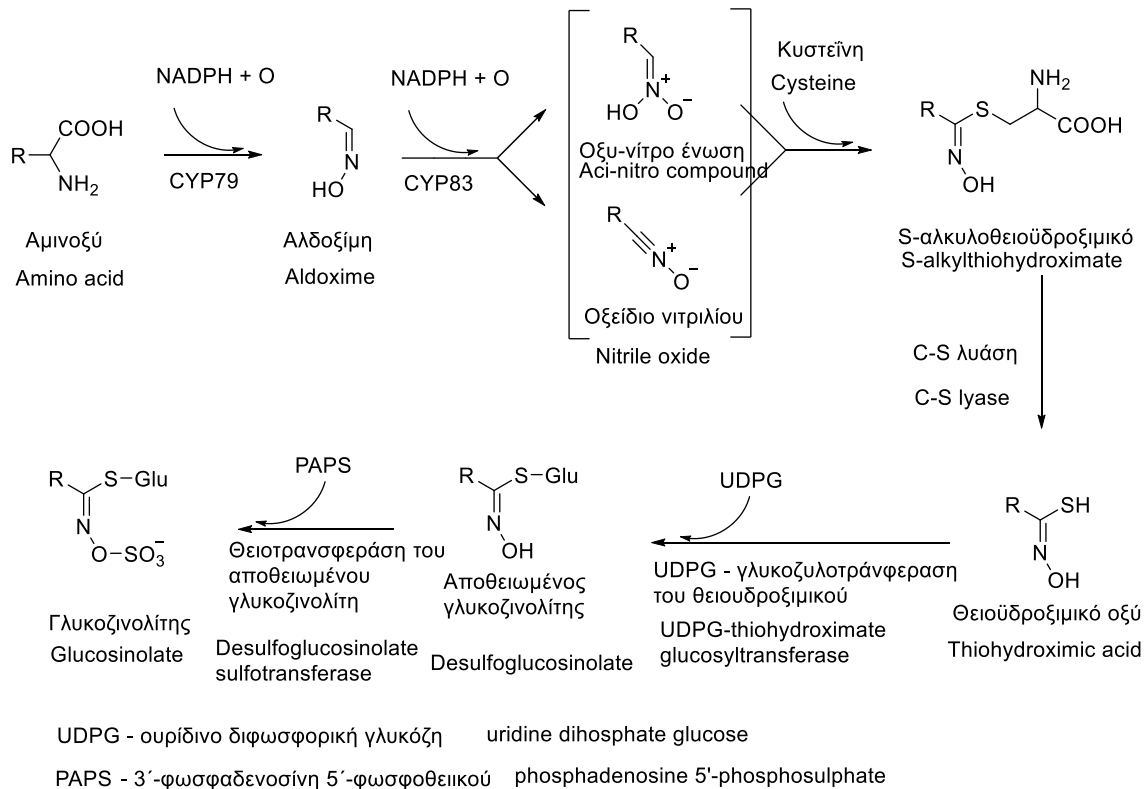 NADPH + O
NADPH + O
Κυστεΐνη
Cysteine
R
COOH
NH2
CYP79
R
N
HO
CYP83
R
N+
HO
O−
Οξυ-νίτρο ένωση
Aci-nitro compound
R
N+
O−
Οξείδιο νιτριλίου
Nitrile oxide
R
S
NH2
COOH
N
OH
Αμινοξύ
Amino acid
Αλδοξίμη
Aldoxime
S-αλκυλοθειοϋδροξιμικό
S-alkylthiohydroximate
C-S λυάση
C-S lyase
R
S−Glu
N
O−SO3−
PAPS
R
S−Glu
N
OH
UDPG
R
SH
N
OH
Θειοτρανσφεράση του
αποθειωμένου
γλυκοζινολίτη
Desulfoglucosinolate
sulfotransferase
Γλυκοζινολίτης
Glucosinolate
Αποθειωμένος
γλυκοζινολίτης
Desulfoglucosinolate
UDPG - γλυκοζυλοτράνφεραση
του θειουδροξιμικού
UDPG-thiohydroximate
glucosyltransferase
Θειοϋδροξιμικό οξύ
Thiohydroximic acid
UDPG - ουρίδινο διφωσφορική γλυκόζη uridine dihosphate glucose
PAPS - 3΄-φωσφαδενοσίνη 5΄-φωσφοθειικού phosphadenosine 5'-phosphosulphate